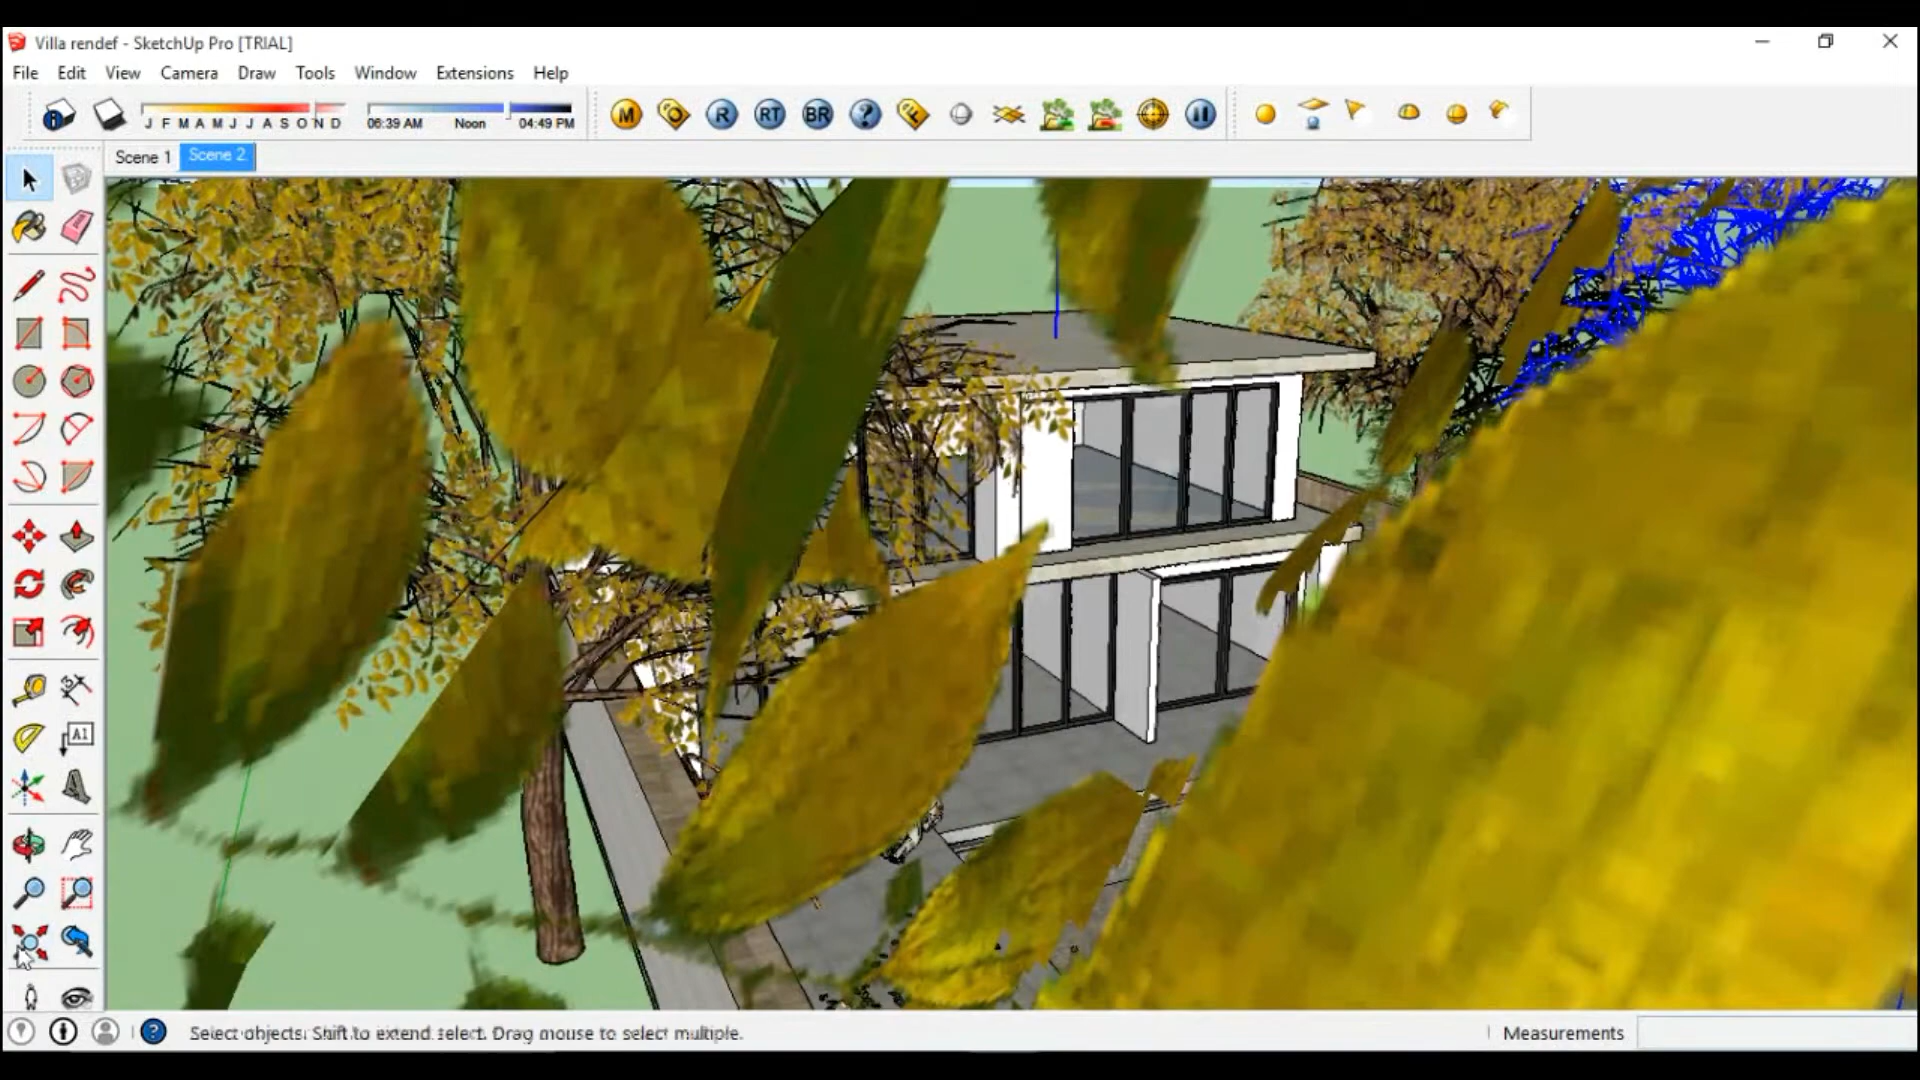 Villa rendef - SketchUp Pro [TRIAL]
File Edit View Camera Draw Tools Window Extensions Help
J F M A M J J A S O N D
06:39 AM Noon 04:49 PM
M R RT BR ?
Scene 1 Scene 2
A1
Select objects. Shift to extend select. Drag mouse to select multiple.
Measurements